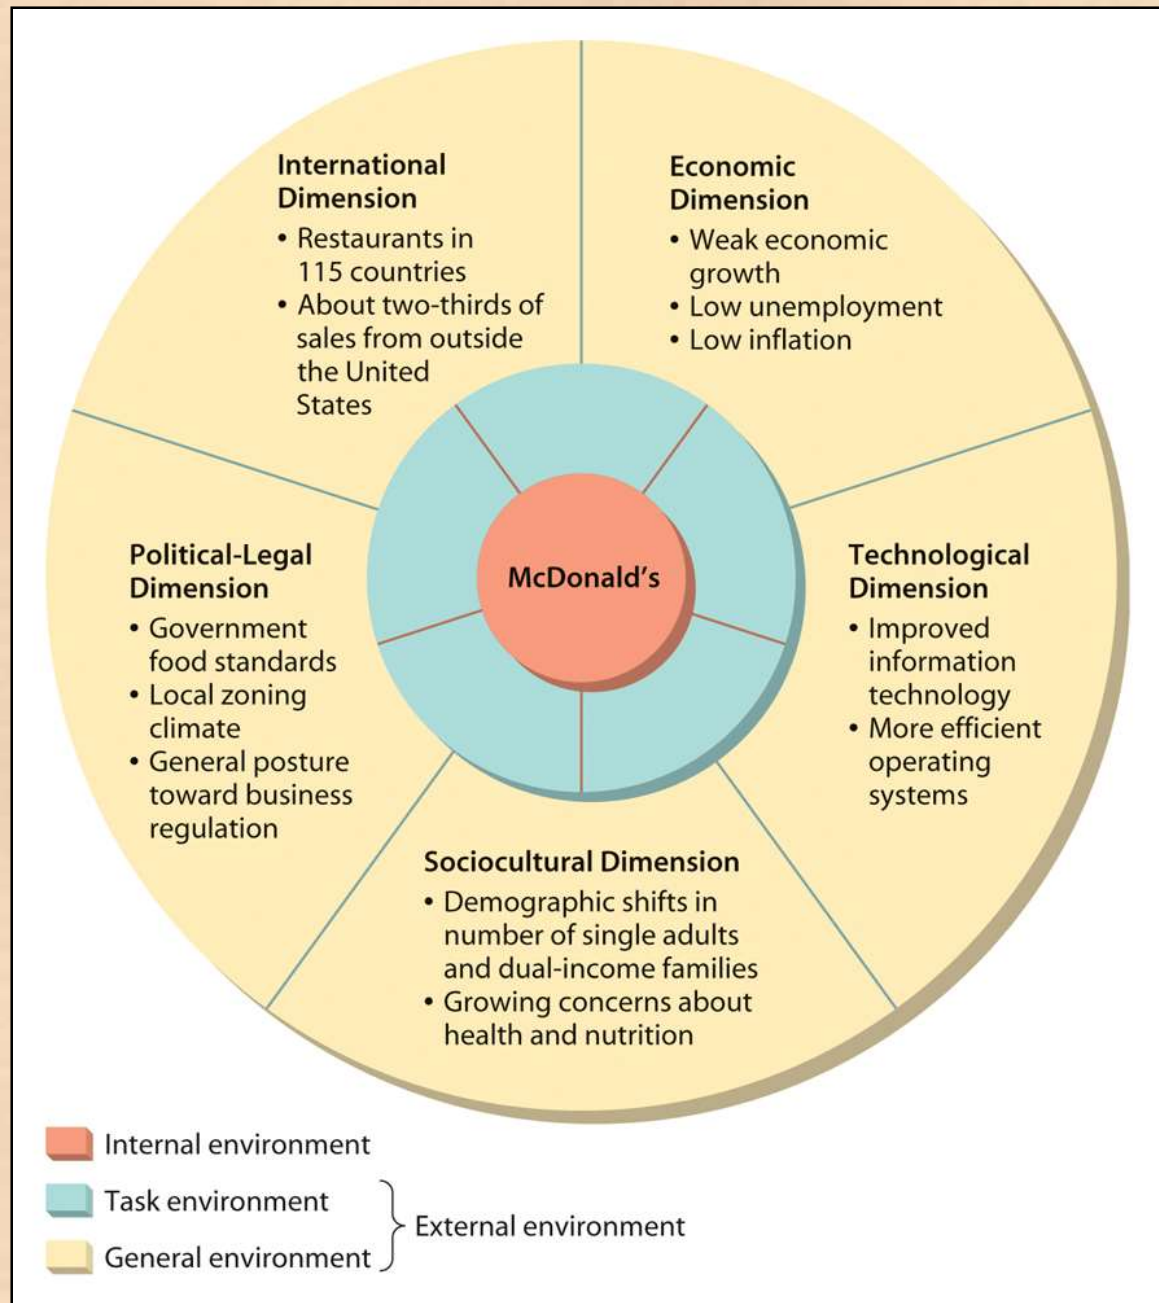 International
Dimension
• Restaurants in
115 countries
• About two-thirds of
sales from outside
the United
States
Economic
Dimension
• Weak economic
growth
• Low unemployment
• Low inflation
Political-Legal
Dimension
• Government
food standards
• Local zoning
climate
• General posture
toward business
regulation
McDonald's
Technological
Dimension
• Improved
information
technology
• More efficient
operating
systems
Sociocultural Dimension
• Demographic shifts in
number of single adults
and dual-income families
• Growing concerns about
health and nutrition
Internal environment
Task environment
General environment
External environment